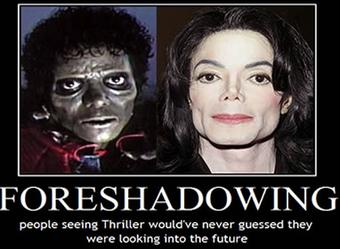 FORESHADOWING
people seeing Thriller would've never guessed they
were looking into the future